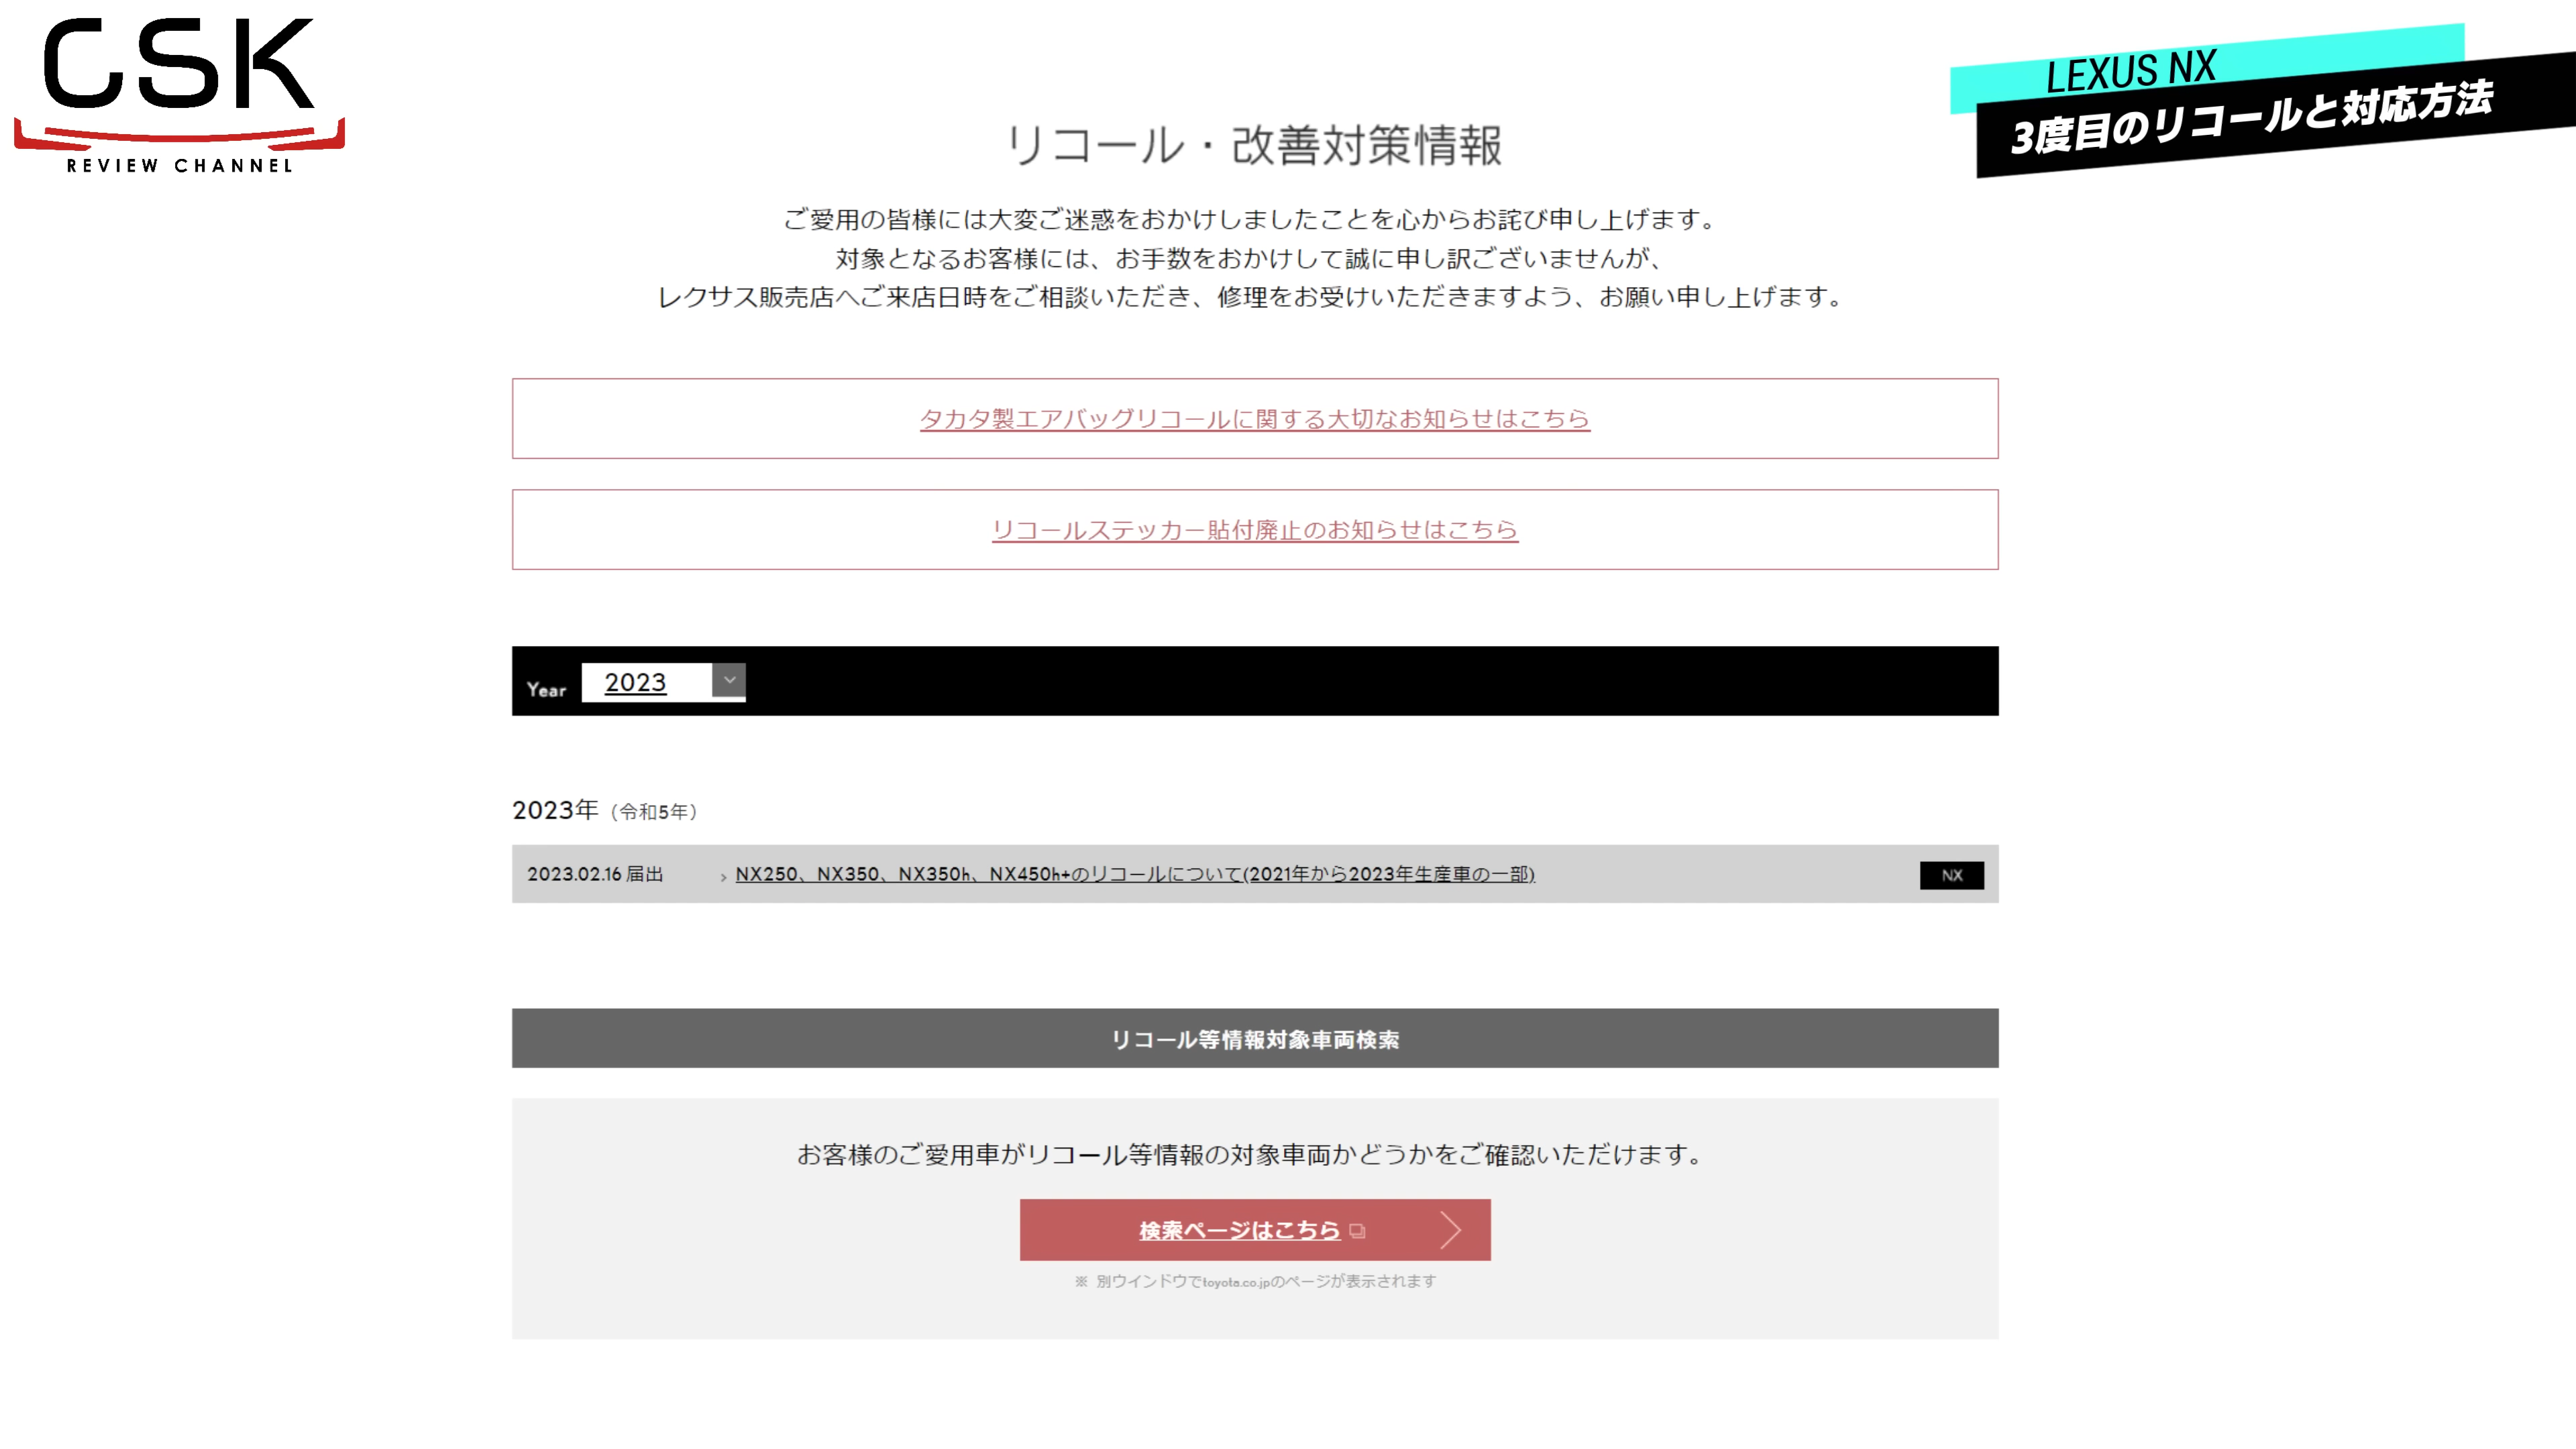 CSK
REVIEW CHANNEL
LEXUS NX
3度目のリコールと対応方法
リコール・改善対策情報
ご愛用の皆様には大変ご迷惑をおかけしましたことを心からお詫び申し上げます。
対象となるお客様には、お手数をおかけして誠に申し訳ございませんが、
レクサス販売店へご来店日時をご相談いただき、修理をお受けいただきますよう、お願い申し上げます。
タカタ製エアバッグリコールに関する大切なお知らせはこちら
リコールステッカー貼付廃止のお知らせはこちら
Year 2023
2023年（令和5年）
2023.02.16 届出 › NX250、NX350、NX350h、NX450h+のリコールについて(2021年から2023年生産車の一部) NX
リコール等情報対象車両検索
お客様のご愛用車がリコール等情報の対象車両かどうかをご確認いただけます。
検索ページはこちら
※ 別ウインドウでtoyota.co.jpのページが表示されます